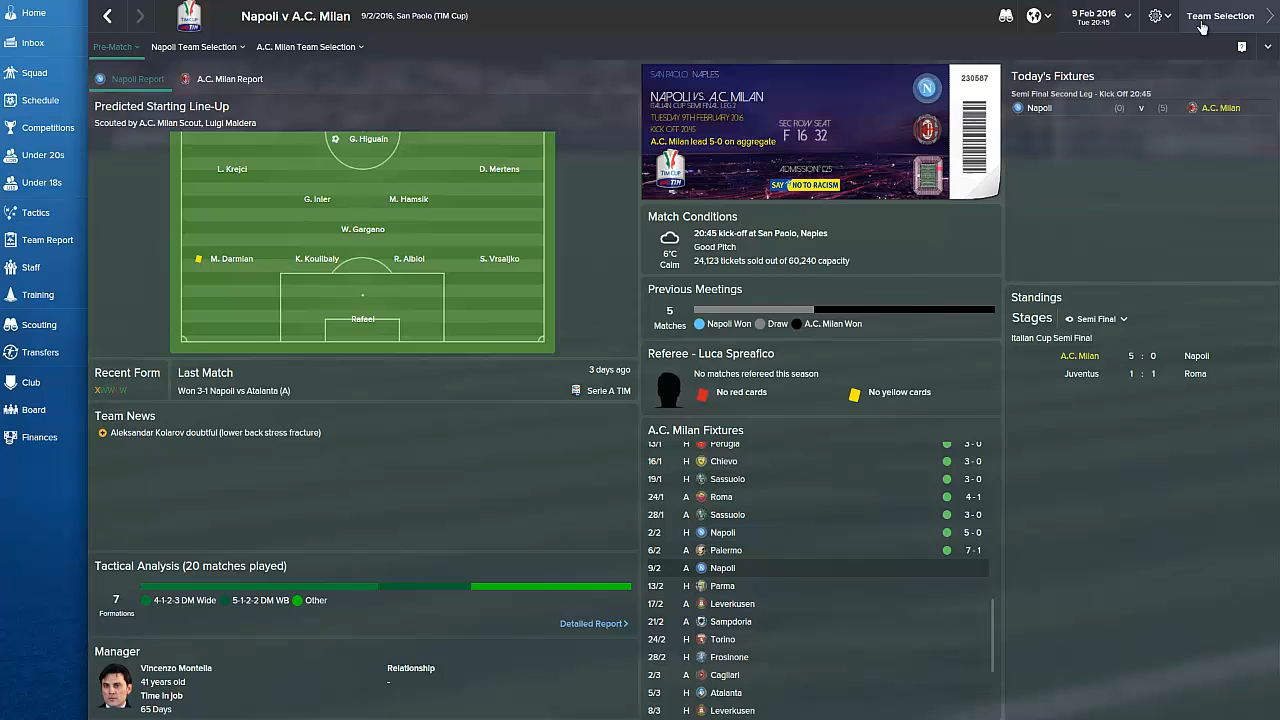 Home
Napoli v A.C. Milan
9/2/2016, San Paolo (TIM Cup)
9 Feb 2016
Tue 20:45
Team Selection
Inbox
Squad
Schedule
Competitions
Under 20s
Under 18s
Tactics
Team Report
Staff
Training
Scouting
Transfers
Club
Board
Finances
Pre-Match
Napoli Team Selection
A.C. Milan Team Selection
Napoli Report
A.C. Milan Report
Predicted Starting Line-Up
Scouted by A.C. Milan Scout, Luigi Maldera
G. Higuaín
L. Krejci
D. Mertens
G. Inler
M. Hamsik
W. Gargano
M. Darmian
K. Koulibaly
R. Albiol
S. Vrsaljko
Rafael
Recent Form
Last Match
3 days ago
Won 3-1 Napoli vs Atalanta (A)
Serie A TIM
Team News
Aleksandar Kolarov doubtful (lower back stress fracture)
Tactical Analysis (20 matches played)
7
Formations
4-1-2-3 DM Wide
5-1-2-2 DM WB
Other
Detailed Report >
Manager
Vincenzo Montella
41 years old
Time in job
65 Days
Relationship
-
SAN PAOLO NAPLES
NAPOLI VS. A.C. MILAN
ITALIAN CUP SEMI FINAL LEG 2
TUESDAY 9TH FEBRUARY 2016
KICK OFF 20:45
A.C. Milan lead 5-0 on aggregate
SEC ROW SEAT
F 16 32
ADMISSION £125
TIM CUP
TIM
SAY NO TO RACISM
230587
Match Conditions
20:45 kick-off at San Paolo, Naples
Good Pitch
24,123 tickets sold out of 60,240 capacity
6°C
Calm
Previous Meetings
5
Matches
Napoli Won
Draw
A.C. Milan Won
Referee - Luca Spreafico
No matches refereed this season
No red cards
No yellow cards
A.C. Milan Fixtures
13/1 H Perugia 3 - 0
16/1 H Chievo 3 - 0
19/1 H Sassuolo 3 - 0
24/1 A Roma 4 - 1
28/1 A Sassuolo 3 - 0
2/2 H Napoli 5 - 0
6/2 A Palermo 7 - 1
9/2 A Napoli
13/2 H Parma
17/2 A Leverkusen
21/2 A Sampdoria
24/2 H Torino
28/2 H Frosinone
2/3 A Cagliari
5/3 H Atalanta
8/3 H Leverkusen
Today's Fixtures
Semi Final Second Leg - Kick Off 20:45
Napoli (0) v (5) A.C. Milan
Standings
Stages Semi Final
Italian Cup Semi Final
A.C. Milan 5 : 0 Napoli
Juventus 1 : 1 Roma